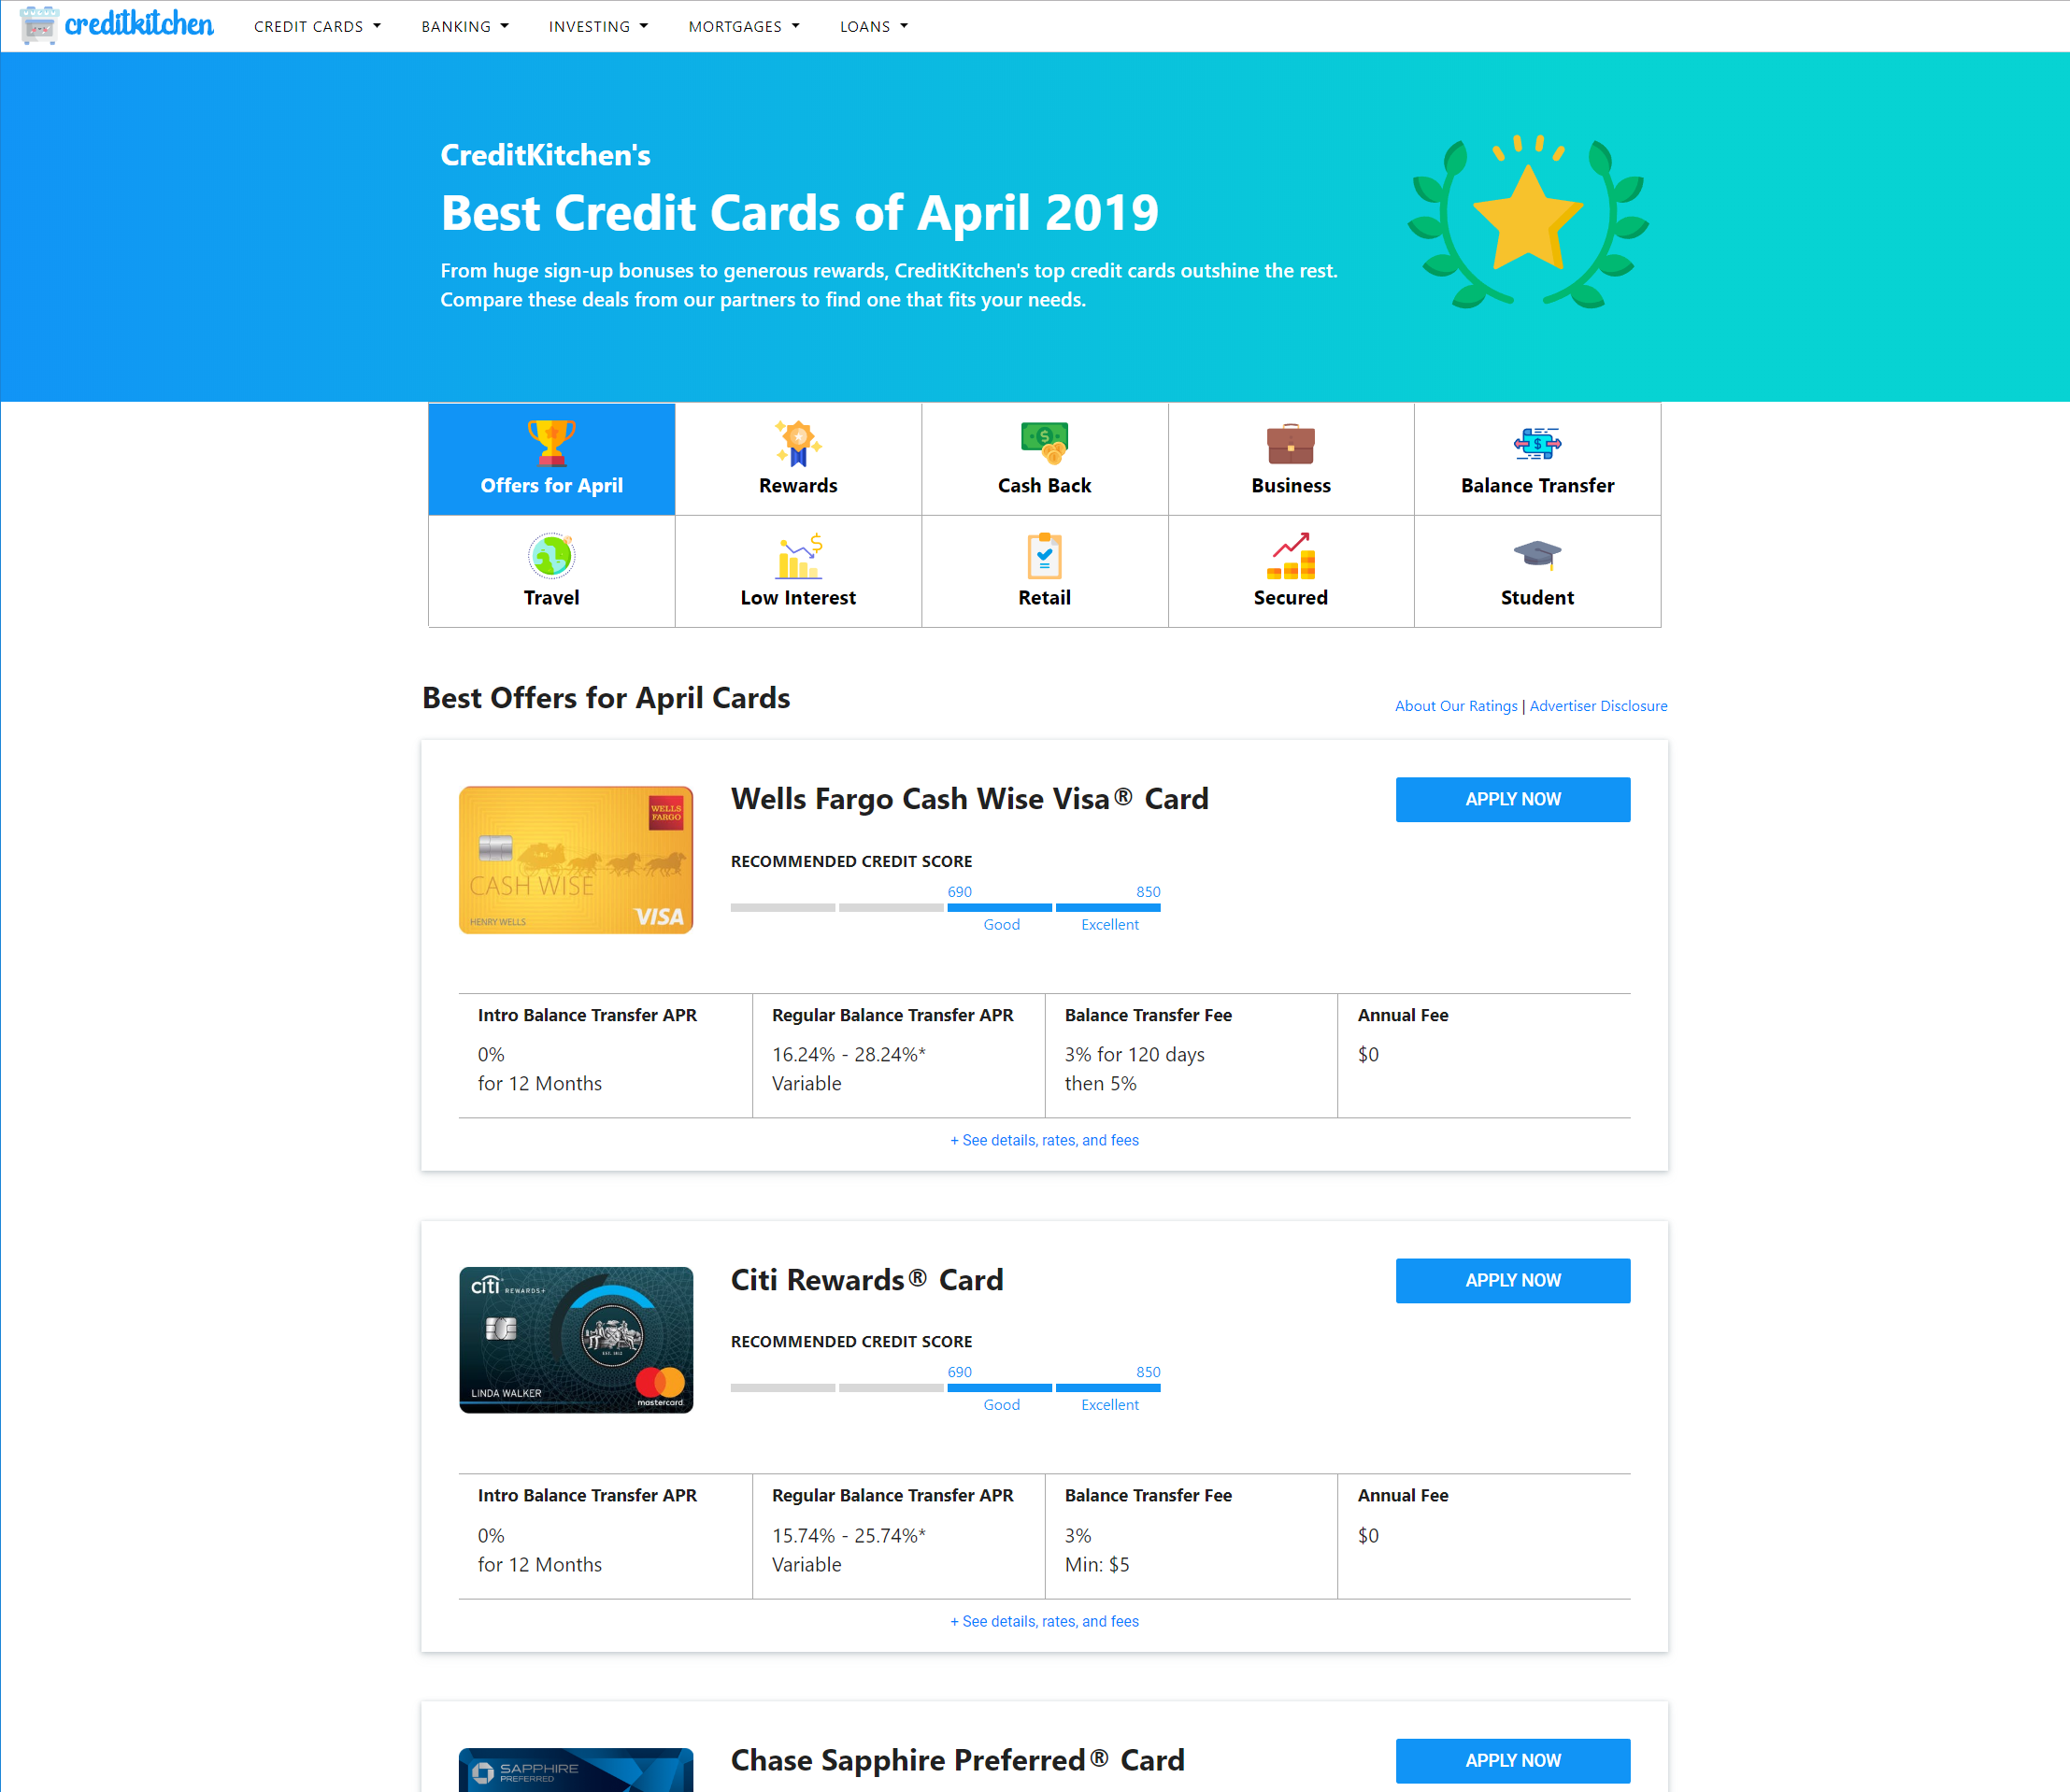 creditkitchen
CREDIT CARDS
BANKING
INVESTING
MORTGAGES
LOANS
CreditKitchen's
Best Credit Cards of April 2019
From huge sign-up bonuses to generous rewards, CreditKitchen's top credit cards outshine the rest.
Compare these deals from our partners to find one that fits your needs.
Offers for April
Rewards
Cash Back
Business
Balance Transfer
Travel
Low Interest
Retail
Secured
Student
Best Offers for April Cards
About Our Ratings | Advertiser Disclosure
WELLS
FARGO
CASH WISE
HENRY WELLS
VISA
Wells Fargo Cash Wise Visa® Card
APPLY NOW
RECOMMENDED CREDIT SCORE
690 850
Good Excellent
Intro Balance Transfer APR
0%
for 12 Months
Regular Balance Transfer APR
16.24% - 28.24%*
Variable
Balance Transfer Fee
3% for 120 days
then 5%
Annual Fee
$0
+ See details, rates, and fees
citi REWARDS+
EST. 1812
LINDA WALKER
mastercard
Citi Rewards® Card
APPLY NOW
RECOMMENDED CREDIT SCORE
690 850
Good Excellent
Intro Balance Transfer APR
0%
for 12 Months
Regular Balance Transfer APR
15.74% - 25.74%*
Variable
Balance Transfer Fee
3%
Min: $5
Annual Fee
$0
+ See details, rates, and fees
SAPPHIRE
PREFERRED
Chase Sapphire Preferred® Card
APPLY NOW